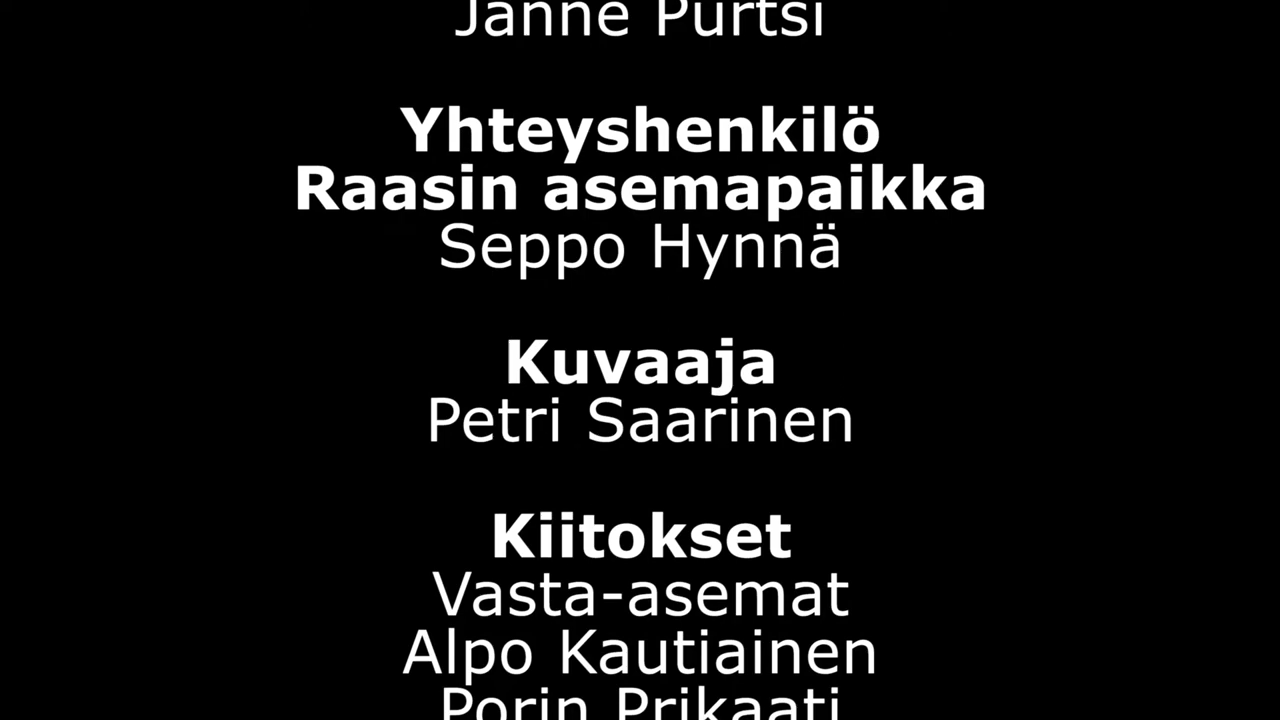 Janne Purtsi
Yhteyshenkilö
Raasin asemapaikka
Seppo Hynnä
Kuvaaja
Petri Saarinen
Kiitokset
Vasta-asemat
Alpo Kautiainen
Porin Prikaati